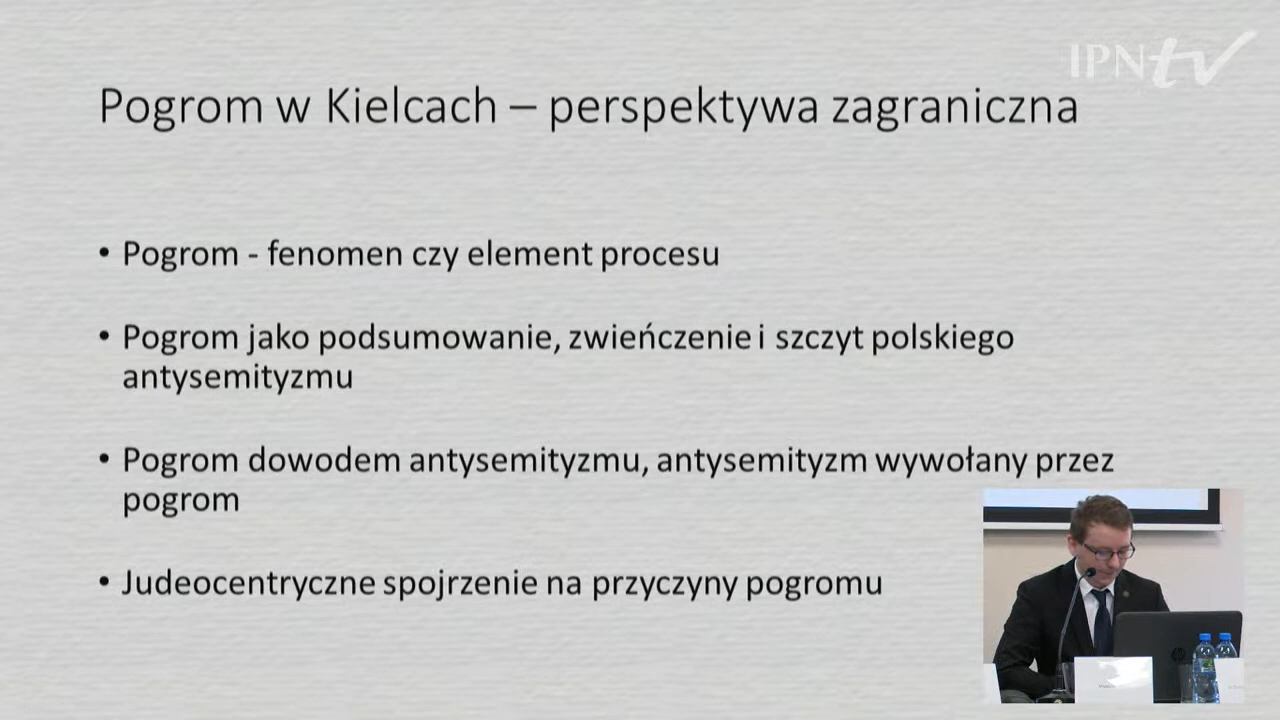 IPNtv
Pogrom w Kielcach – perspektywa zagraniczna
• Pogrom - fenomen czy element procesu
• Pogrom jako podsumowanie, zwieńczenie i szczyt polskiego
antysemityzmu
• Pogrom dowodem antysemityzmu, antysemityzm wywołany przez
pogrom
• Judeocentryczne spojrzenie na przyczyny pogromu
hp